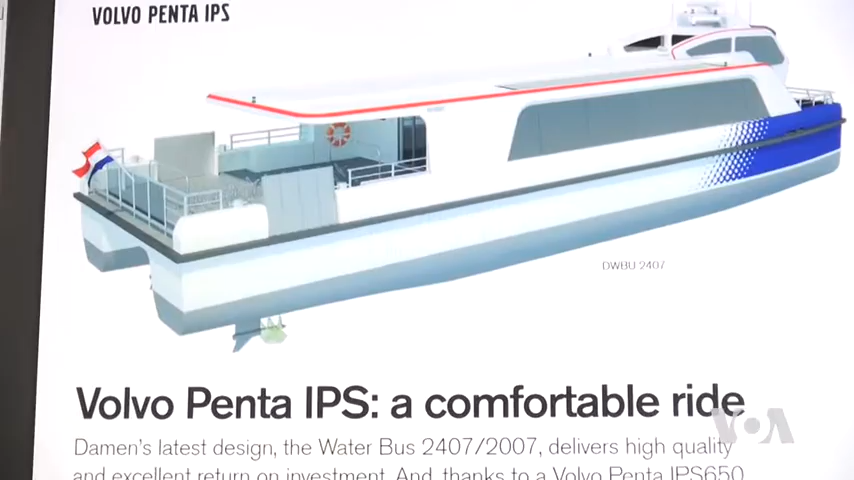 VOLVO PENTA IPS
DWBU 2407
Volvo Penta IPS: a comfortable ride
Damen's latest design, the Water Bus 2407/2007, delivers high quality
and excellent return on investment. And, thanks to a Volvo Penta IPS650
VOA